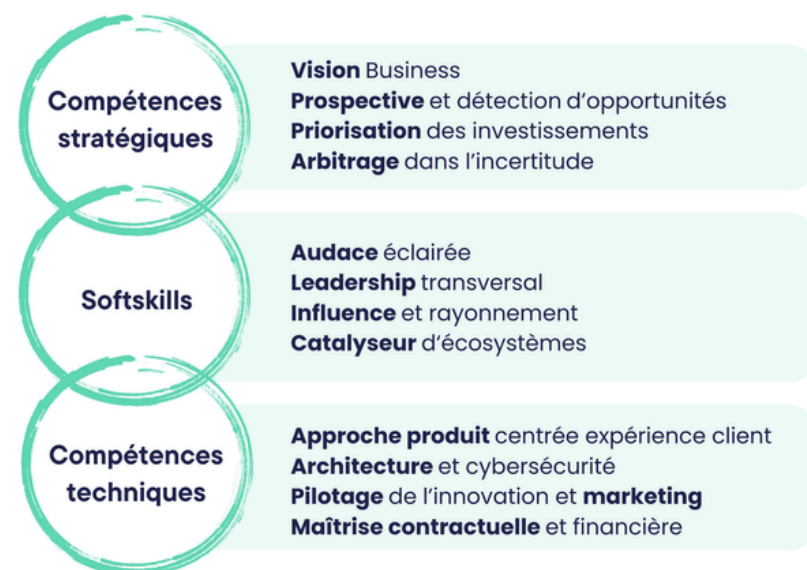 Compétences
stratégiques
Vision Business
Prospective et détection d'opportunités
Priorisation des investissements
Arbitrage dans l'incertitude
Softskills
Audace éclairée
Leadership transversal
Influence et rayonnement
Catalyseur d'écosystèmes
Compétences
techniques
Approche produit centrée expérience client
Architecture et cybersécurité
Pilotage de l'innovation et marketing
Maîtrise contractuelle et financière